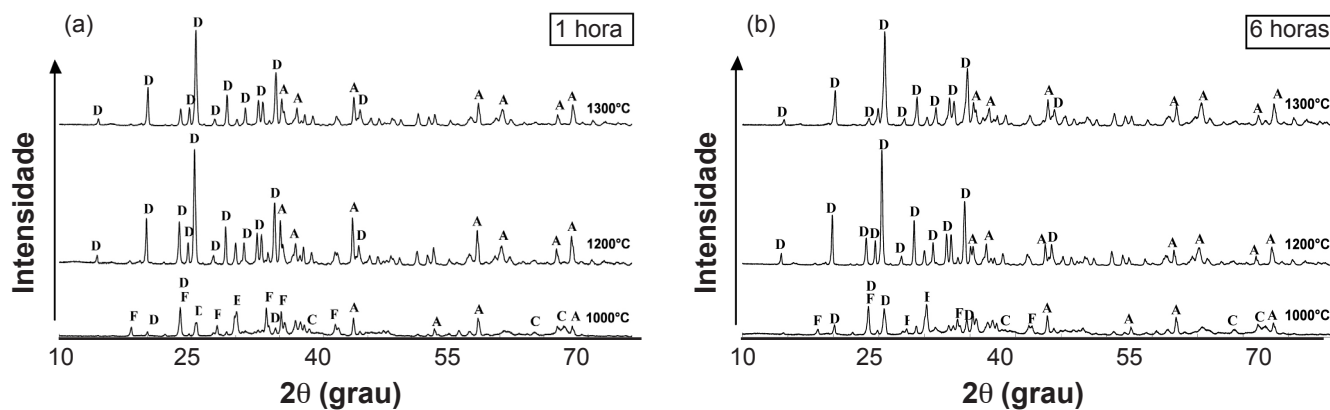 (a)
1 hora
Intensidade
D
D D D D D D D D D A A A D A A A A 1300°C
D D D D D D D D D D A A A D A A A A 1200°C
D
F D F D F E F D F C F A A A C C A 1000°C
10 25 40 55 70
2θ (grau)
(b)
6 horas
Intensidade
D
D D D D D D D D A A A D A A A A 1300°C
D D D D D D D D D D A A A D A A A A 1200°C
D
F D F D F F F D C F A A A C C A 1000°C
10 25 40 55 70
2θ (grau)